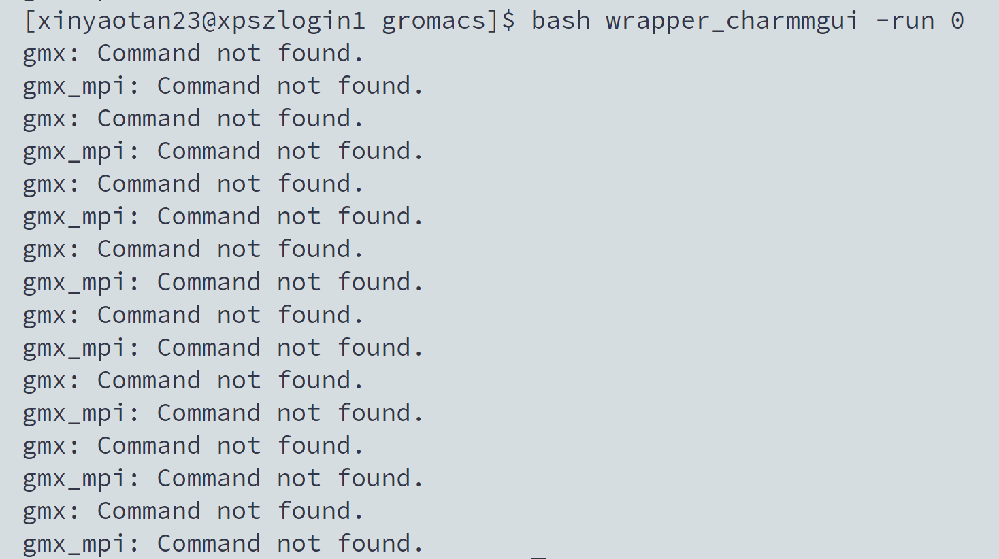 [xinyaotan23@xpszlogin1 gromacs]$ bash wrapper_charmmgui -run 0
gmx: Command not found.
gmx_mpi: Command not found.
gmx: Command not found.
gmx_mpi: Command not found.
gmx: Command not found.
gmx_mpi: Command not found.
gmx: Command not found.
gmx_mpi: Command not found.
gmx: Command not found.
gmx_mpi: Command not found.
gmx: Command not found.
gmx_mpi: Command not found.
gmx: Command not found.
gmx_mpi: Command not found.
gmx: Command not found.
gmx_mpi: Command not found.